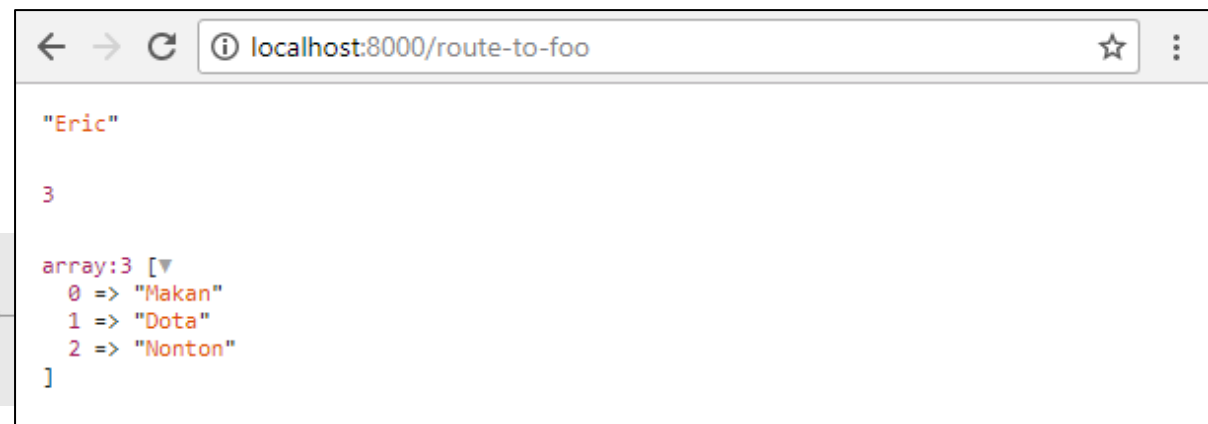 localhost:8000/route-to-foo
"Eric"
3
array:3 [▼
  0 => "Makan"
  1 => "Dota"
  2 => "Nonton"
]